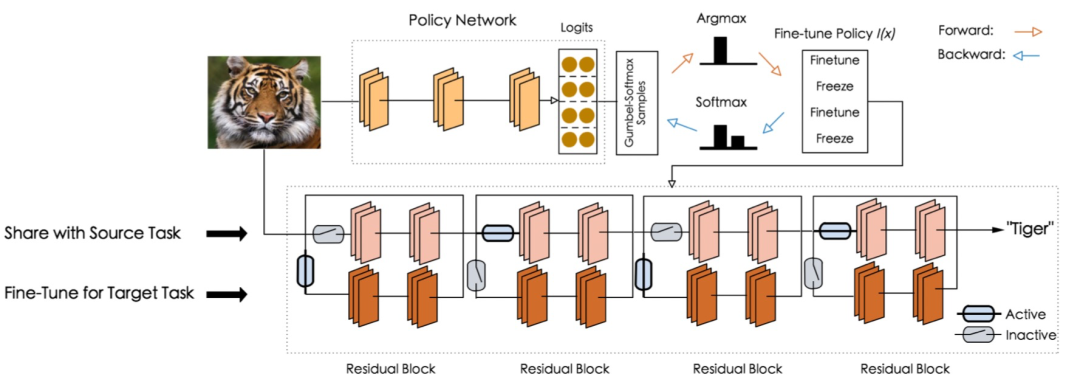 Policy Network
Logits
Argmax
Fine-tune Policy I(x)
Forward:
Backward:
Gumbel-Softmax
Samples
Softmax
Finetune
Freeze
Finetune
Freeze
Share with Source Task
"Tiger"
Fine-Tune for Target Task
Active
Inactive
Residual Block
Residual Block
Residual Block
Residual Block